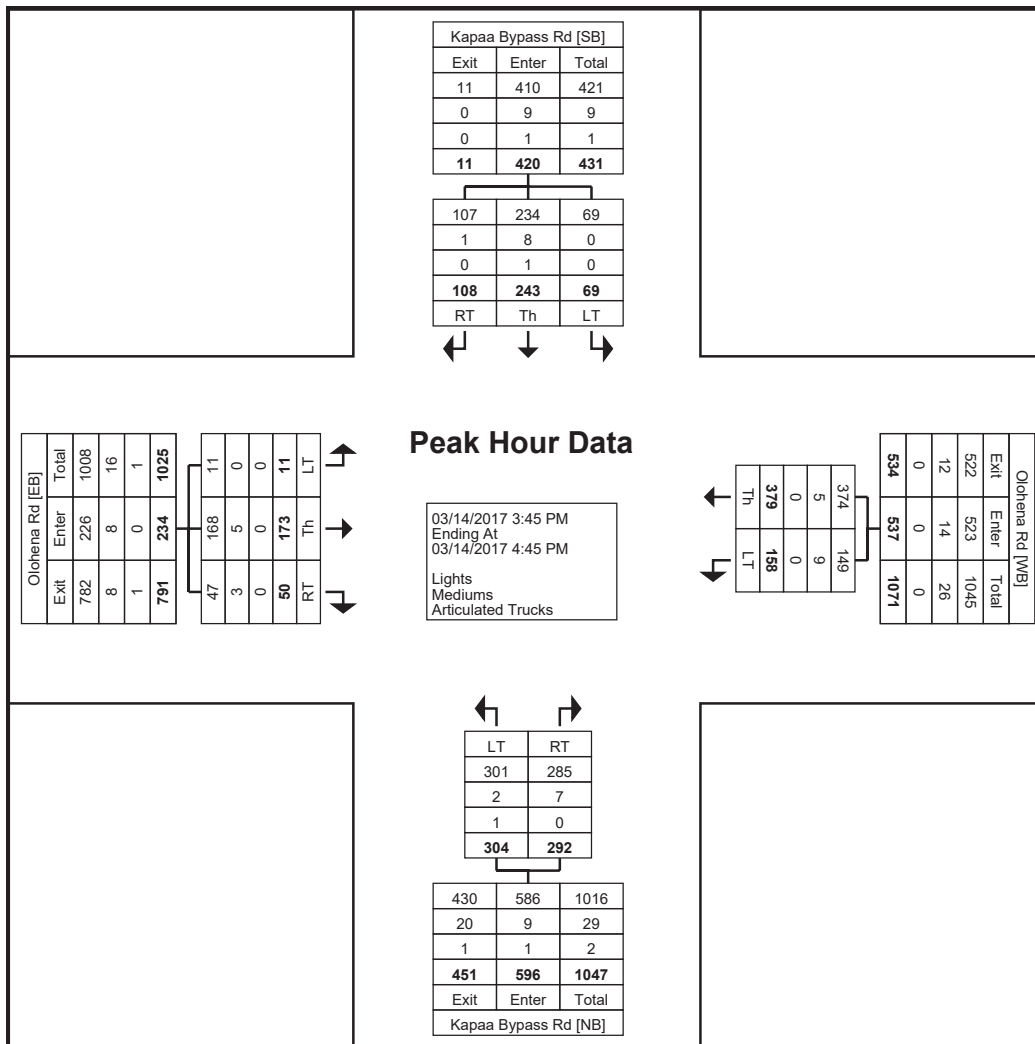 Kapaa Bypass Rd [SB]
Exit Enter Total
11 410 421
0 9 9
0 1 1
11 420 431
107 234 69
1 8 0
0 1 0
108 243 69
RT Th LT
Peak Hour Data
03/14/2017 3:45 PM
Ending At
03/14/2017 4:45 PM
Lights
Mediums
Articulated Trucks
Olohena Rd [EB]
Total 1008 16 1 1025
Enter 226 8 0 234
Exit 782 8 1 791
11 0 0 11 LT
168 5 0 173 Th
47 3 0 50 RT
Olohena Rd [WB]
Exit Enter Total
522 523 1045
12 14 26
0 0 0
534 537 1071
374 149
5 9
0 0
379 158
Th LT
LT RT
301 285
2 7
1 0
304 292
430 586 1016
20 9 29
1 1 2
451 596 1047
Exit Enter Total
Kapaa Bypass Rd [NB]